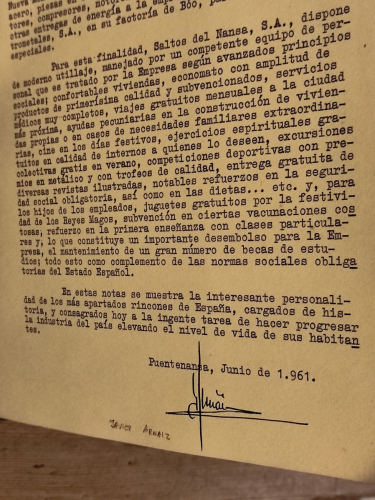 acero, piezas en
tores, compresores, notor
otras entregas de energía a la emp
trometales, S.A., en su factoría de Boo, par
especiales.
Para esta finalidad, Saltos del Nansa, S.A., dispone
de moderno utillaje, manejado por un competente equipo de per-
sonal que es tratado por la Empresa según avanzados principios
sociales; confortables viviendas, economato con amplitud de
productos de primerísima calidad y subvencionados, servicios
médicos muy completos, viajes gratuitos mensuales a la ciudad
más próxima, ayudas pecuniarias en la construcción de vivien-
das propias o en casos de necesidades familiares extraordina-
rias, cine en los días festivos, ejercicios espirituales gra-
tuitos en calidad de internos a quienes lo deseen, excursiones
colectivas gratis en verano, competiciones deportivas con pre-
mios en metálico y con trofeos de calidad, entrega gratuita de
diversas revistas ilustradas, notables refuerzos en la seguri-
dad social obligatoria, así como en las dietas... etc. y, para
los hijos de los empleados, juguetes gratuitos por la festivi-
dad de los Reyes Magos, subvención en ciertas vacunaciones cos
tosas, refuerzo en la primera enseñanza con clases particula-
res y, lo que constituye un importante desembolso para la Em-
presa, el mantenimiento de un gran número de becas de estu-
dios; todo esto como complemento de las normas sociales obliga
torias del Estado Español.
En estas notas se muestra la interesante personali-
dad de los más apartados rincones de España, cargados de his-
toria, y consagrados hoy a la ingente tarea de hacer progresar
la industria del país elevando el nivel de vida de sus habitan
tes.
Puentenansa, Junio de 1.961.
JAVIER ARNAIZ